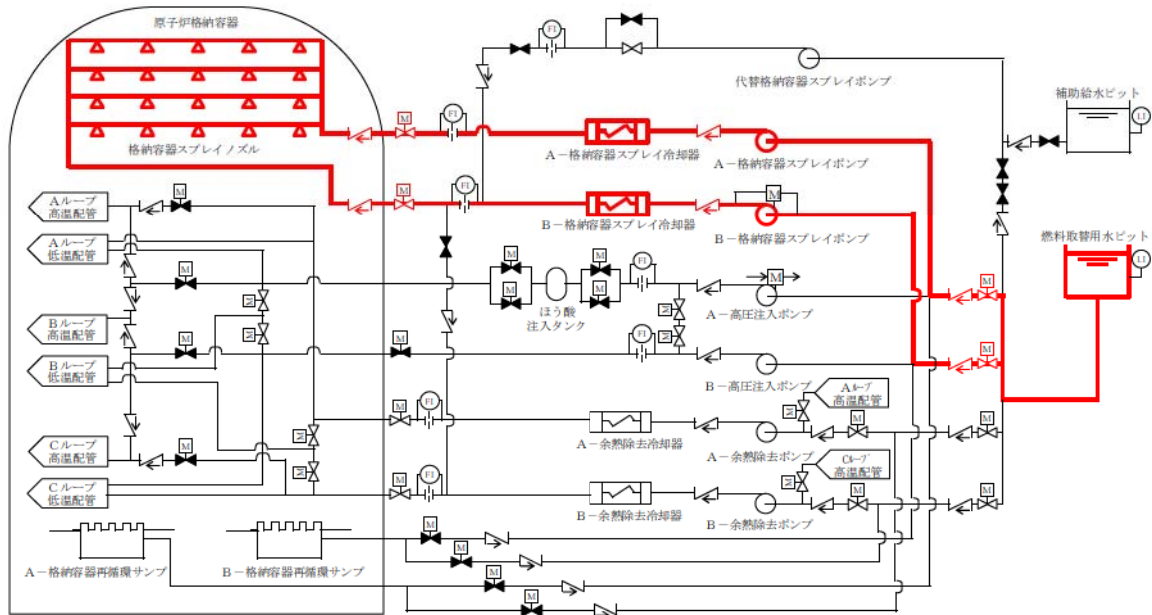 原子炉格納容器
FI
代替格納容器スプレイポンプ
補助給水ピット
LI
M
FI
格納容器スプレイノズル
A-格納容器スプレイ冷却器
A-格納容器スプレイポンプ
M
FI
M
Aループ
高温配管
M
B-格納容器スプレイ冷却器
B-格納容器スプレイポンプ
燃料取替用水ピット
LI
Aループ
低温配管
M
M
M
FI
M
M
M
M
M
ほう酸
注入タンク
M
A-高圧注入ポンプ
M
Bループ
高温配管
M
M
M
FI
M
M
Bループ
低温配管
B-高圧注入ポンプ
Aループ
高温配管
M
M
FI
M
M
M
A-余熱除去冷却器
A-余熱除去ポンプ
Cループ
高温配管
M
M
Cループ
高温配管
M
FI
M
M
M
Cループ
低温配管
B-余熱除去冷却器
B-余熱除去ポンプ
M
M
A-格納容器再循環サンプ
B-格納容器再循環サンプ
M
M